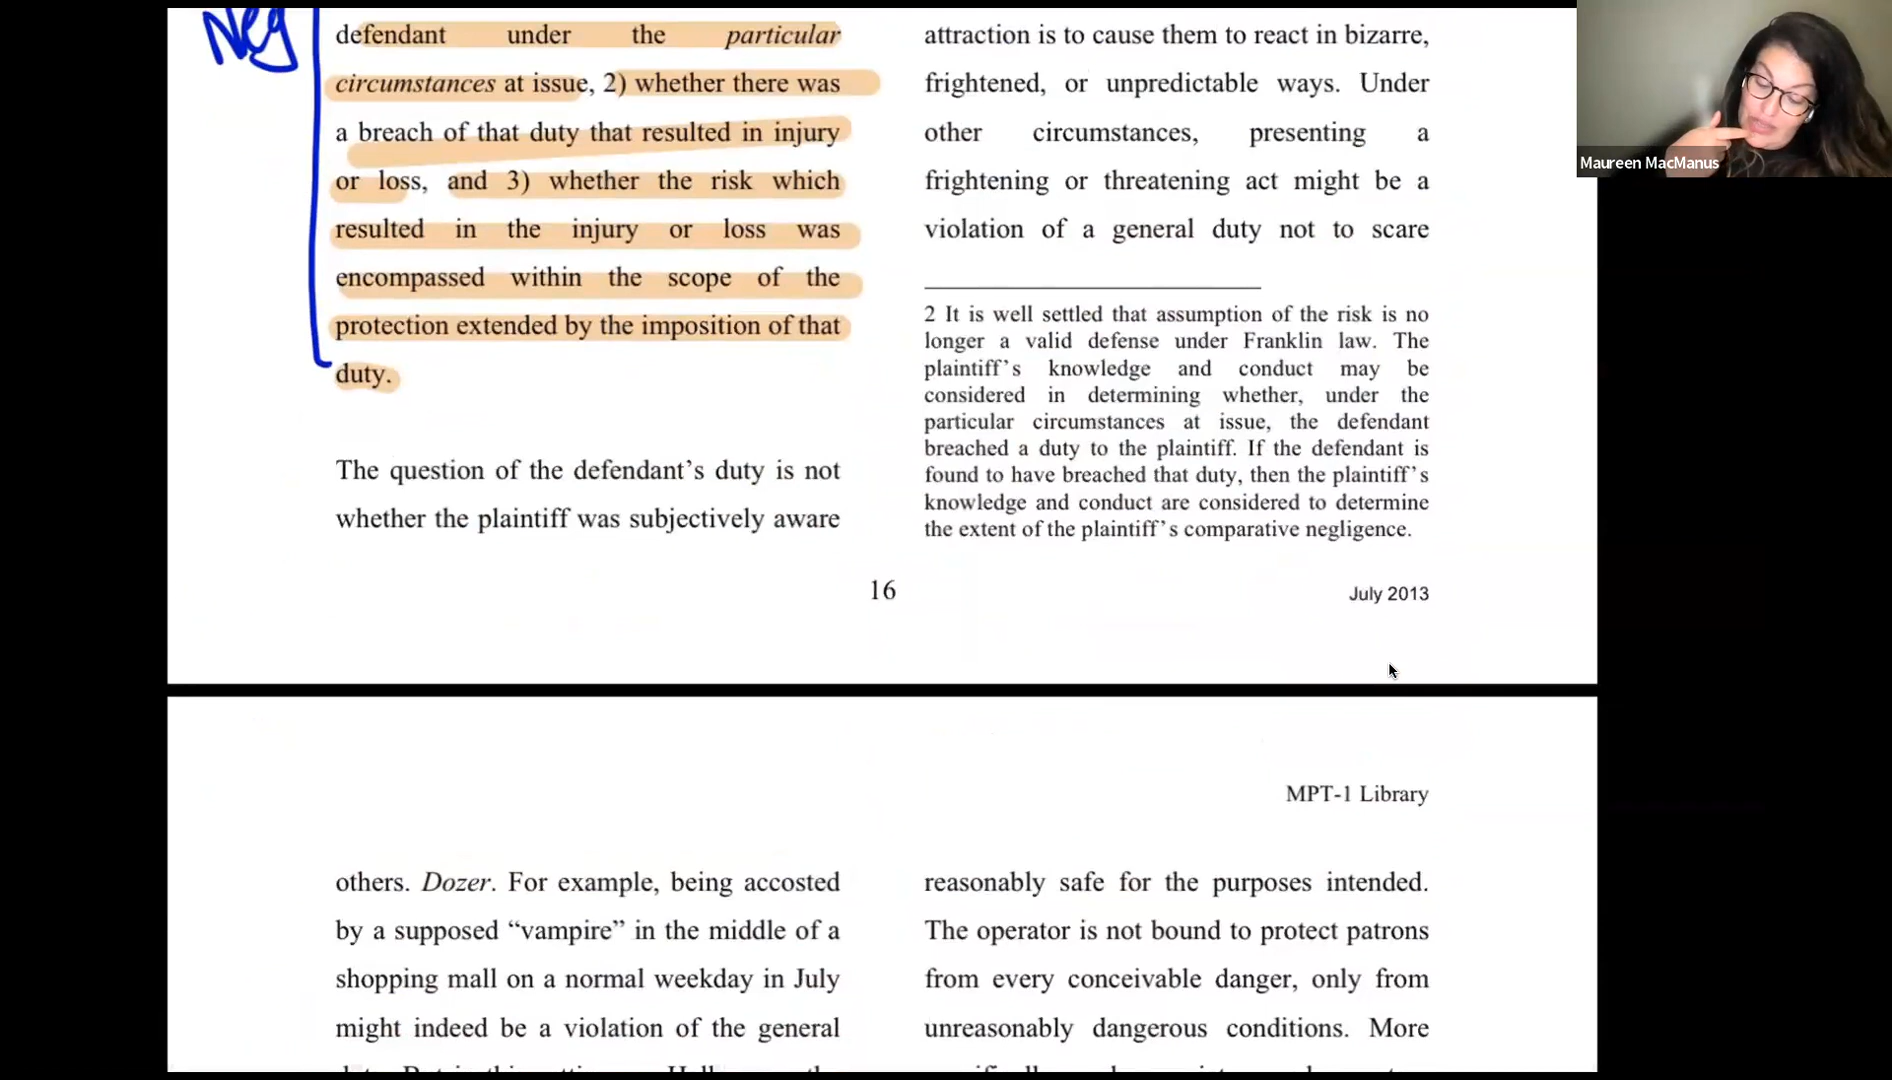 Neg
defendant under the particular
circumstances at issue, 2) whether there was
a breach of that duty that resulted in injury
or loss, and 3) whether the risk which
resulted in the injury or loss was
encompassed within the scope of the
protection extended by the imposition of that
duty.
The question of the defendant’s duty is not
whether the plaintiff was subjectively aware
attraction is to cause them to react in bizarre,
frightened, or unpredictable ways. Under
other circumstances, presenting a
frightening or threatening act might be a
violation of a general duty not to scare
2 It is well settled that assumption of the risk is no
longer a valid defense under Franklin law. The
plaintiff’s knowledge and conduct may be
considered in determining whether, under the
particular circumstances at issue, the defendant
breached a duty to the plaintiff. If the defendant is
found to have breached that duty, then the plaintiff’s
knowledge and conduct are considered to determine
the extent of the plaintiff’s comparative negligence.
16
July 2013
MPT-1 Library
others. Dozer. For example, being accosted
by a supposed “vampire” in the middle of a
shopping mall on a normal weekday in July
might indeed be a violation of the general
reasonably safe for the purposes intended.
The operator is not bound to protect patrons
from every conceivable danger, only from
unreasonably dangerous conditions. More
Maureen MacManus